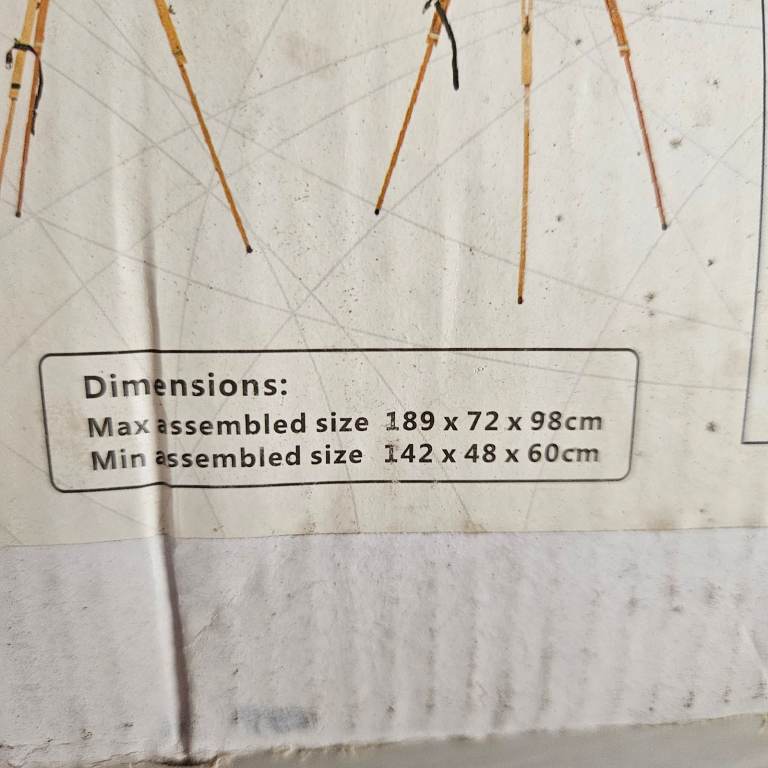 Dimensions:
Max assembled size 189 x 72 x 98cm
Min assembled size 142 x 48 x 60cm